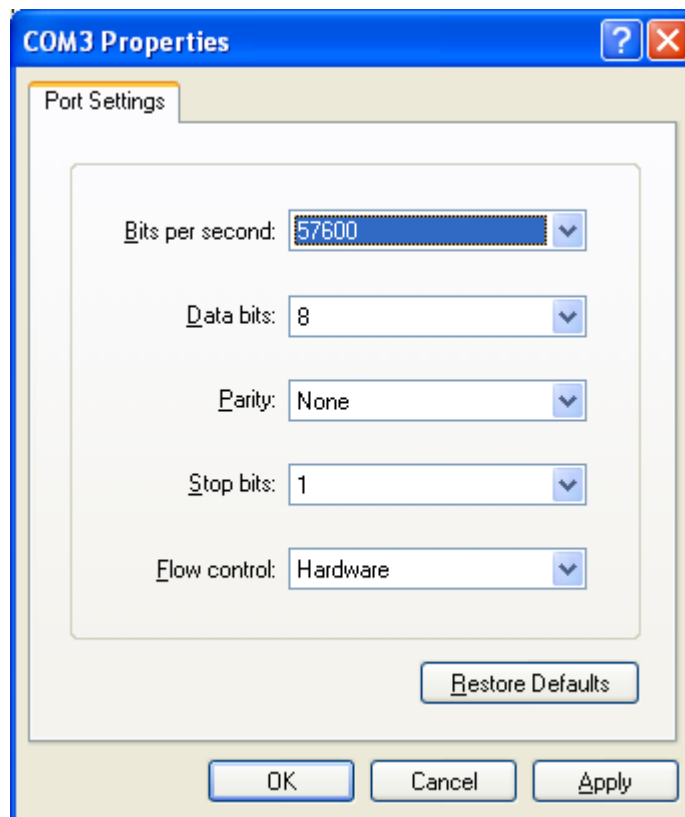 COM3 Properties
Port Settings
Bits per second: 57600
Data bits: 8
Parity: None
Stop bits: 1
Flow control: Hardware
Restore Defaults
OK Cancel Apply